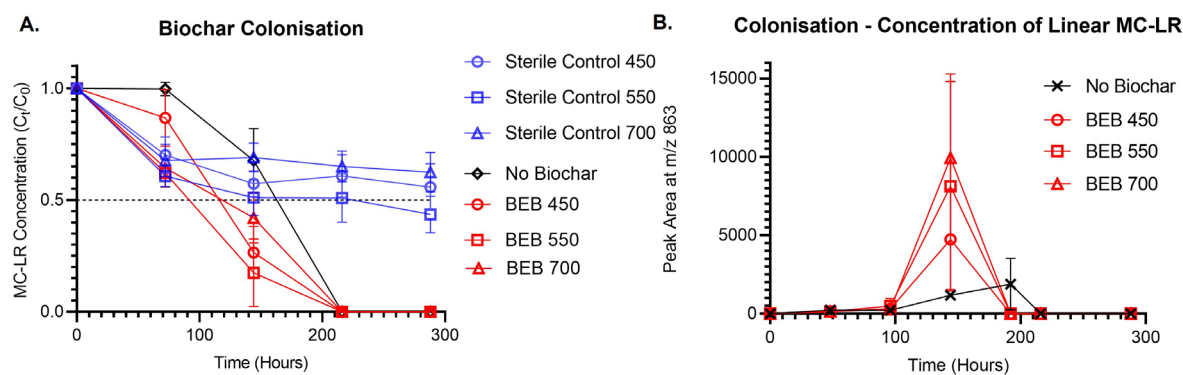 A.
Biochar Colonisation
MC-LR Concentration (Ct/C0)
1.0
0.5
0.0
0
100
200
300
Time (Hours)
Sterile Control 450
Sterile Control 550
Sterile Control 700
No Biochar
BEB 450
BEB 550
BEB 700
B.
Colonisation - Concentration of Linear MC-LR
Peak Area at m/z 863
15000
10000
5000
0
0
100
200
300
Time (Hours)
No Biochar
BEB 450
BEB 550
BEB 700